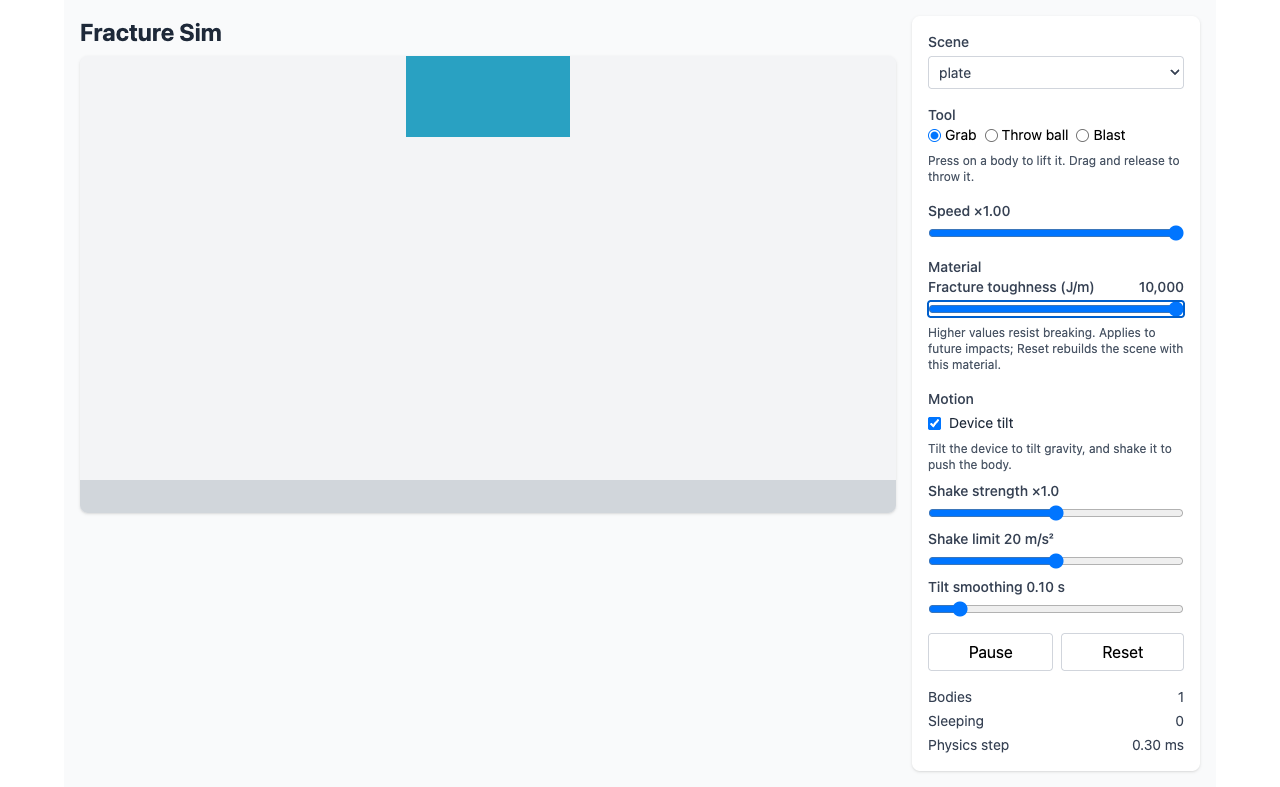 Fracture Sim
Scene
plate
Tool
Grab Throw ball Blast
Press on a body to lift it. Drag and release to
throw it.
Speed ×1.00
Material
Fracture toughness (J/m) 10,000
Higher values resist breaking. Applies to
future impacts; Reset rebuilds the scene with
this material.
Motion
Device tilt
Tilt the device to tilt gravity, and shake it to
push the body.
Shake strength ×1.0
Shake limit 20 m/s²
Tilt smoothing 0.10 s
Pause Reset
Bodies 1
Sleeping 0
Physics step 0.30 ms